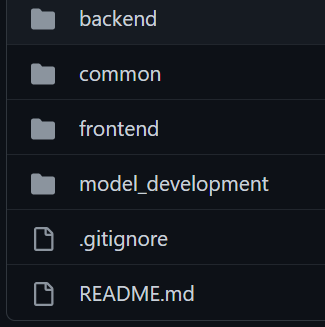 backend
common
frontend
model_development
.gitignore
README.md